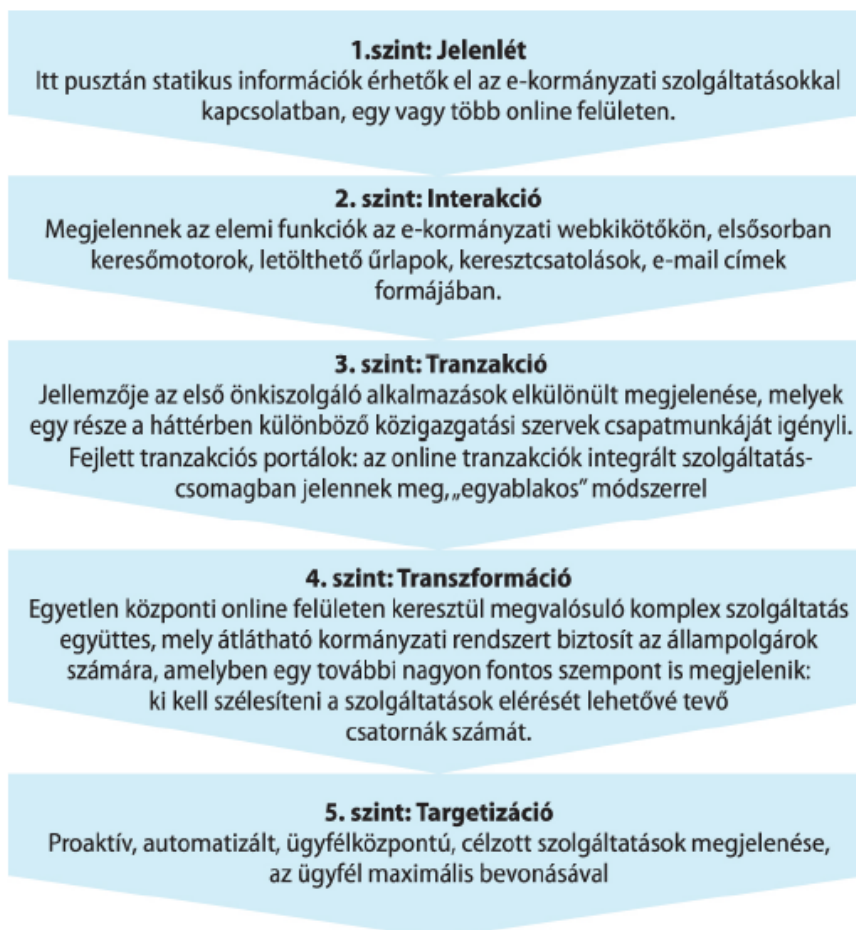 1.szint: Jelenlét
Itt pusztán statikus információk érhetők el az e-kormányzati szolgáltatásokkal
kapcsolatban, egy vagy több online felületen.
2. szint: Interakció
Megjelennek az elemi funkciók az e-kormányzati webkikötőkön, elsősorban
keresőmotorok, letölthető űrlapok, keresztcsatolások, e-mail címek
formájában.
3. szint: Tranzakció
Jellemzője az első önkiszolgáló alkalmazások elkülönült megjelenése, melyek
egy része a háttérben különböző közigazgatási szervek csapatmunkáját igényli.
Fejlett tranzakciós portálok: az online tranzakciók integrált szolgáltatás-
csomagban jelennek meg, „egyablakos” módszerrel
4. szint: Transzformáció
Egyetlen központi online felületen keresztül megvalósuló komplex szolgáltatás
együttes, mely átlátható kormányzati rendszert biztosít az állampolgárok
számára, amelyben egy további nagyon fontos szempont is megjelenik:
ki kell szélesíteni a szolgáltatások elérését lehetővé tevő
csatornák számát.
5. szint: Targetizáció
Proaktív, automatizált, ügyfélközpontú, célzott szolgáltatások megjelenése,
az ügyfél maximális bevonásával